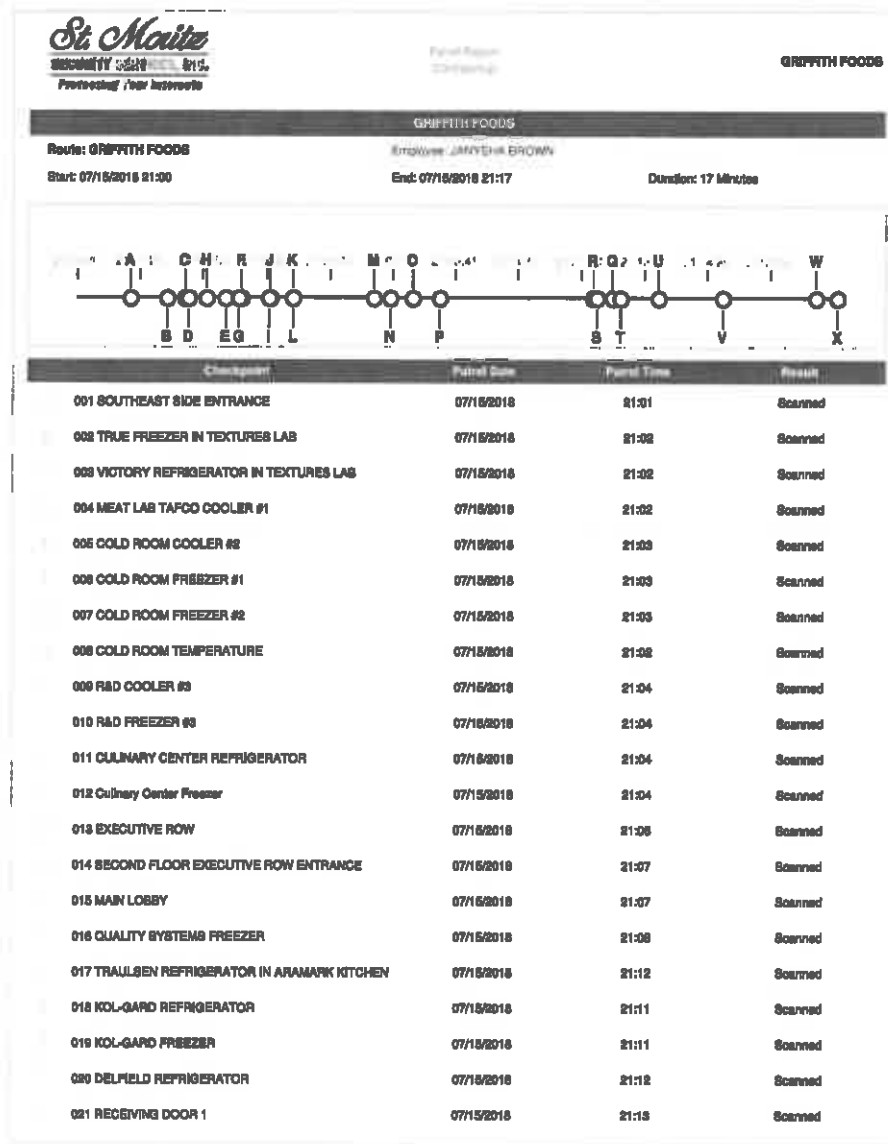 St. Moritz
SECURITY SERVICES, INC.
Protecting Your Interests
Patrol Report
GRIFFITH FOODS
GRIFFITH FOODS
Route: GRIFFITH FOODS
Employee: BROWN
Start: 07/15/2018 21:00 End: 07/15/2018 21:17 Duration: 17 Minutes
A C H R J K M O R Q U W
B D E G I L N P S T V X
Checkpoint Patrol Date Patrol Time Result
001 SOUTHEAST SIDE ENTRANCE 07/15/2018 21:01 Scanned
002 TRUE FREEZER IN TEXTURES LAB 07/15/2018 21:02 Scanned
003 VICTORY REFRIGERATOR IN TEXTURES LAB 07/15/2018 21:02 Scanned
004 MEAT LAB TAFCO COOLER #1 07/15/2018 21:02 Scanned
005 COLD ROOM COOLER #2 07/15/2018 21:03 Scanned
006 COLD ROOM FREEZER #1 07/15/2018 21:03 Scanned
007 COLD ROOM FREEZER #2 07/15/2018 21:03 Scanned
008 COLD ROOM TEMPERATURE 07/15/2018 21:02 Scanned
009 R&D COOLER #3 07/15/2018 21:04 Scanned
010 R&D FREEZER #3 07/15/2018 21:04 Scanned
011 CULINARY CENTER REFRIGERATOR 07/15/2018 21:04 Scanned
012 Culinary Center Freezer 07/15/2018 21:04 Scanned
013 EXECUTIVE ROW 07/15/2018 21:06 Scanned
014 SECOND FLOOR EXECUTIVE ROW ENTRANCE 07/15/2018 21:07 Scanned
015 MAIN LOBBY 07/15/2018 21:07 Scanned
016 QUALITY SYSTEMS FREEZER 07/15/2018 21:08 Scanned
017 TRAULSEN REFRIGERATOR IN ARAMARK KITCHEN 07/15/2018 21:12 Scanned
018 KOL-GARD REFRIGERATOR 07/15/2018 21:11 Scanned
019 KOL-GARD FREEZER 07/15/2018 21:11 Scanned
020 DELFIELD REFRIGERATOR 07/15/2018 21:12 Scanned
021 RECEIVING DOOR 1 07/15/2018 21:13 Scanned